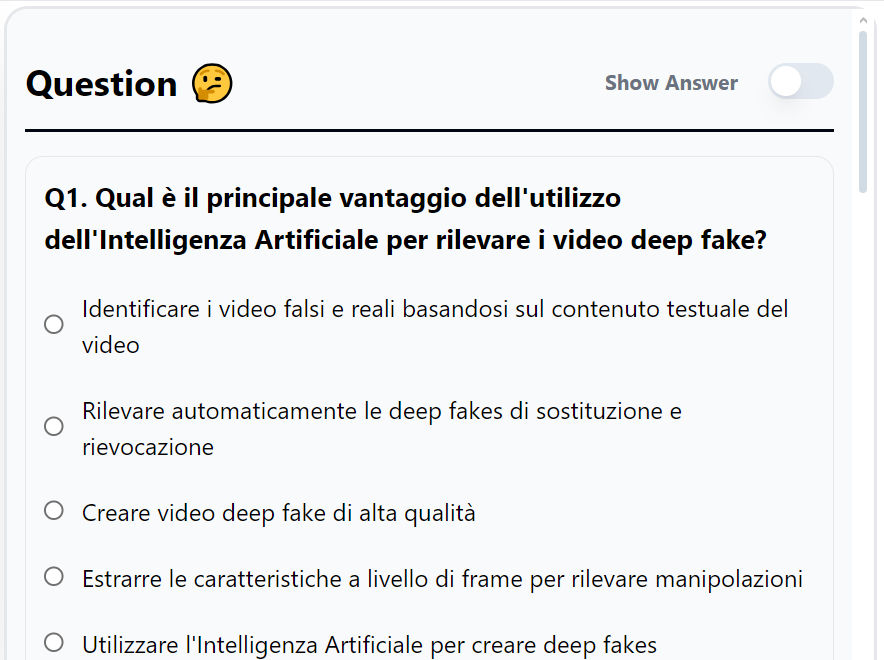 Question 🤔
Show Answer
Q1. Qual è il principale vantaggio dell'utilizzo
dell'Intelligenza Artificiale per rilevare i video deep fake?
Identificare i video falsi e reali basandosi sul contenuto testuale del
video
Rilevare automaticamente le deep fakes di sostituzione e
rievocazione
Creare video deep fake di alta qualità
Estrarre le caratteristiche a livello di frame per rilevare manipolazioni
Utilizzare l'Intelligenza Artificiale per creare deep fakes